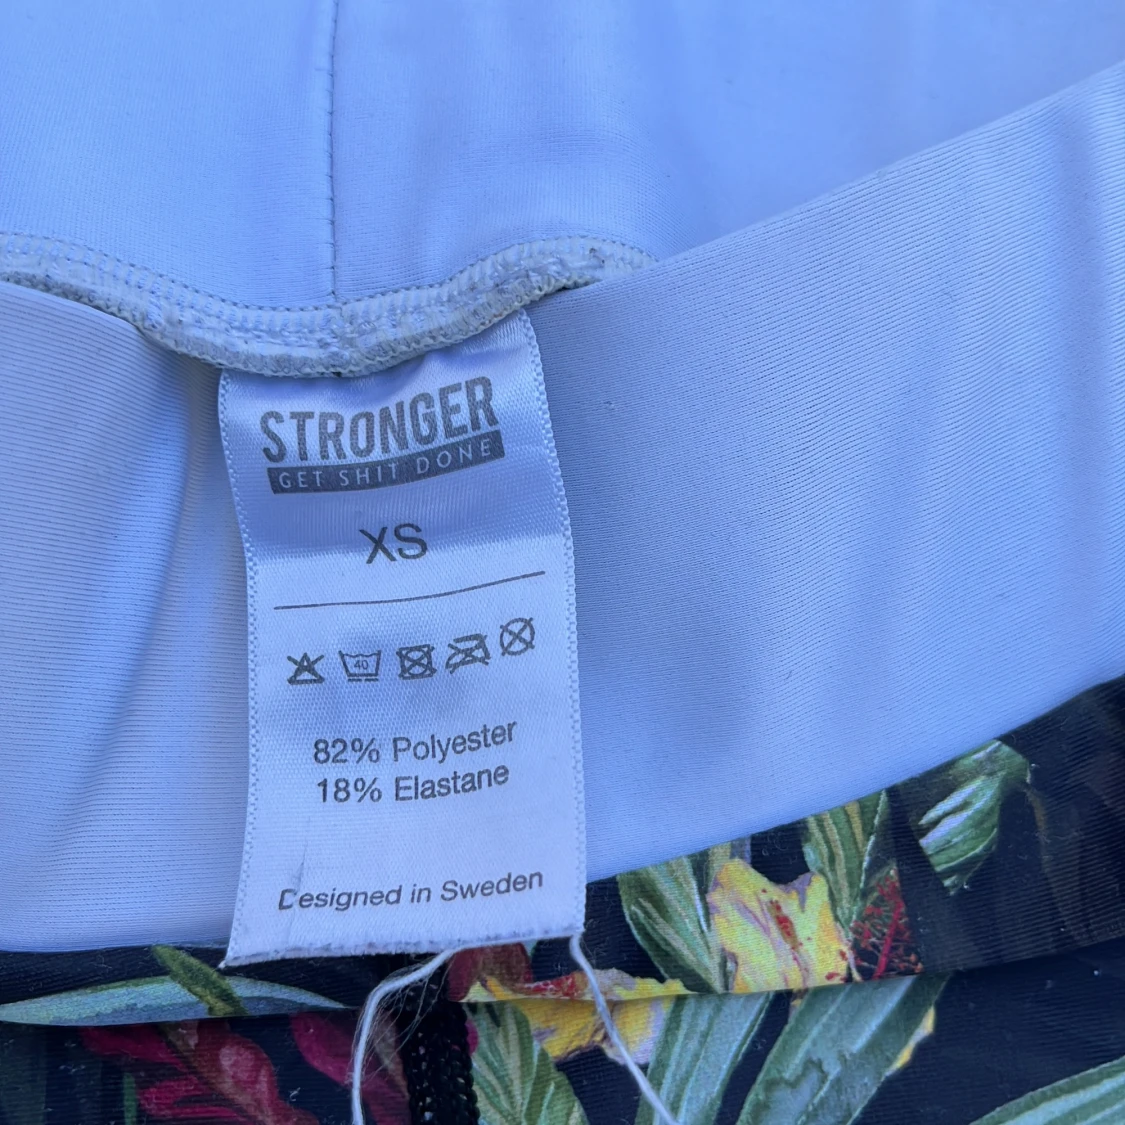 STRONGER
GET SHIT DONE
XS
40
82% Polyester
18% Elastane
Designed in Sweden